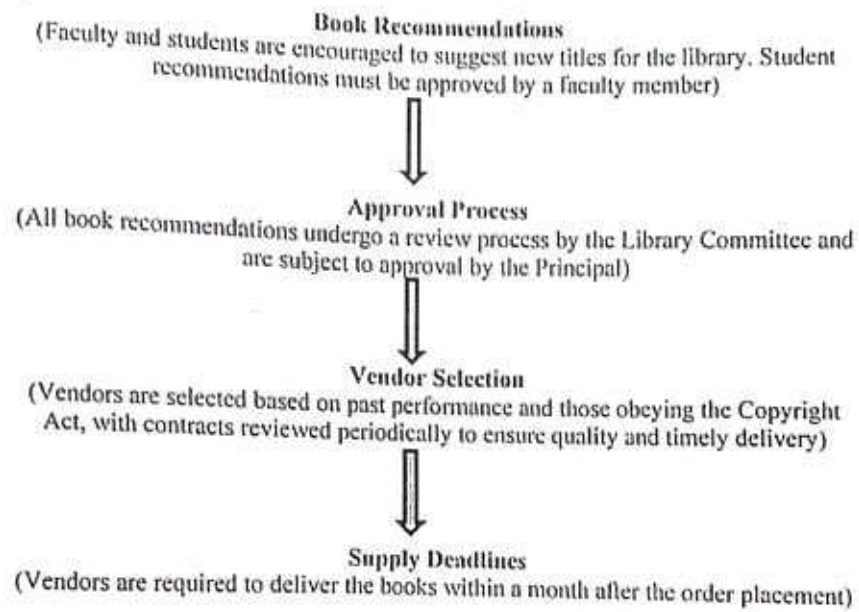 Book Recommendations
(Faculty and students are encouraged to suggest new titles for the library. Student
recommendations must be approved by a faculty member)
Approval Process
(All book recommendations undergo a review process by the Library Committee and
are subject to approval by the Principal)
Vendor Selection
(Vendors are selected based on past performance and those obeying the Copyright
Act, with contracts reviewed periodically to ensure quality and timely delivery)
Supply Deadlines
(Vendors are required to deliver the books within a month after the order placement)